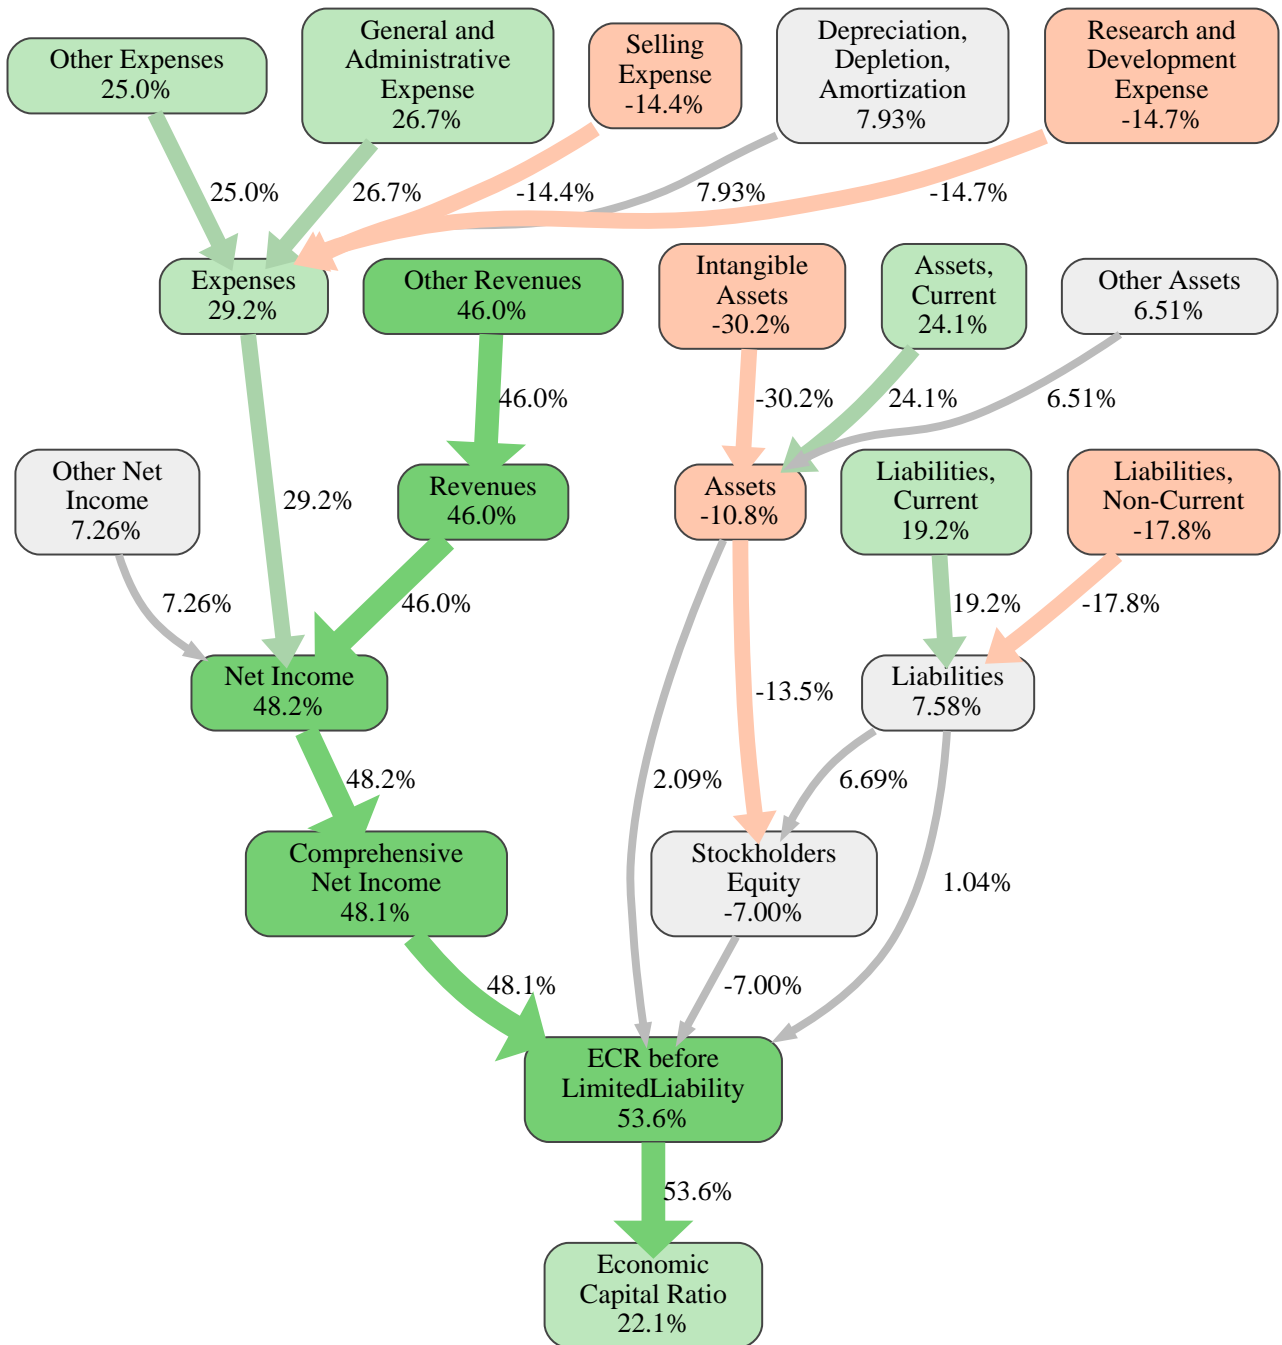 Other Expenses
25.0%
General and
Administrative
Expense
26.7%
Selling
Expense
-14.4%
Depreciation,
Depletion,
Amortization
7.93%
Research and
Development
Expense
-14.7%
25.0%
26.7%
-14.4%
7.93%
-14.7%
Expenses
29.2%
Other Revenues
46.0%
Intangible
Assets
-30.2%
Assets,
Current
24.1%
Other Assets
6.51%
46.0%
-30.2%
24.1%
6.51%
Other Net
Income
7.26%
29.2%
Revenues
46.0%
Assets
-10.8%
Liabilities,
Current
19.2%
Liabilities,
Non-Current
-17.8%
7.26%
46.0%
19.2%
-17.8%
Net Income
48.2%
-13.5%
Liabilities
7.58%
48.2%
2.09%
6.69%
Comprehensive
Net Income
48.1%
Stockholders
Equity
-7.00%
1.04%
48.1%
-7.00%
ECR before
LimitedLiability
53.6%
53.6%
Economic
Capital Ratio
22.1%